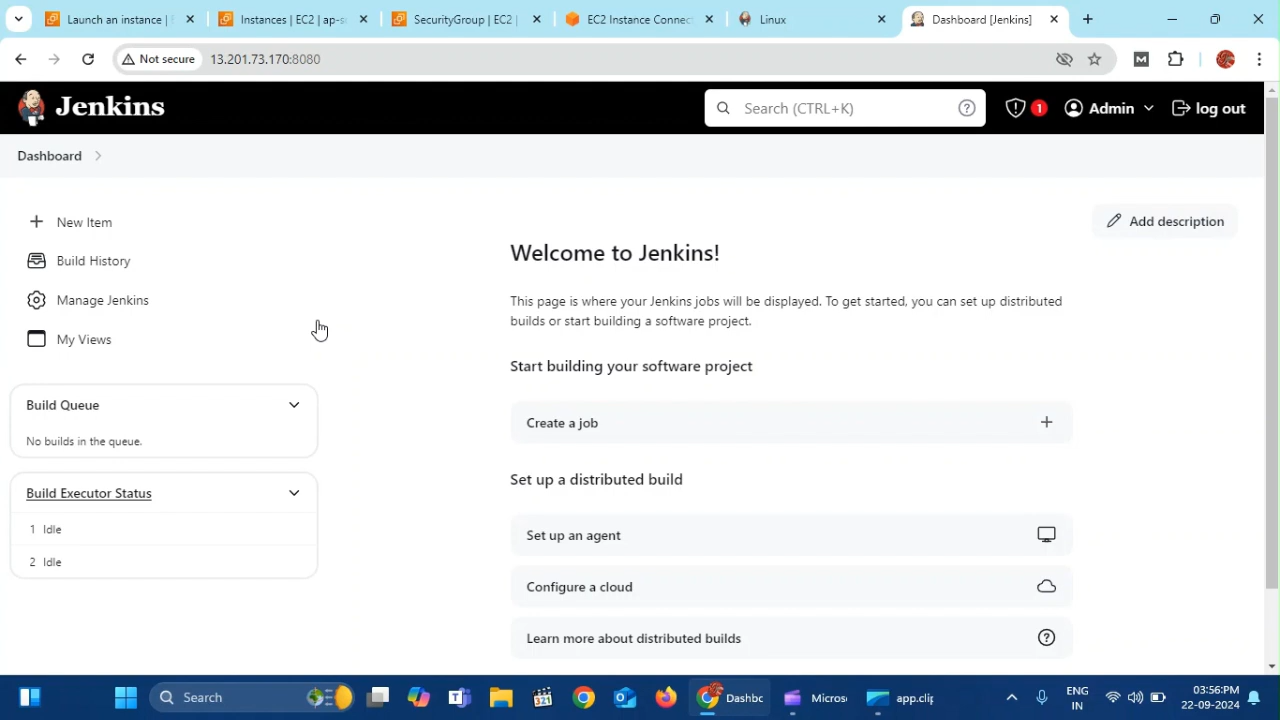 Launch an instance | E
Instances | EC2 | ap-s
SecurityGroup | EC2 |
EC2 Instance Connect
Linux
Dashboard [Jenkins]
Not secure
13.201.73.170:8080
M
Jenkins
Search (CTRL+K)
1
Admin
log out
Dashboard
New Item
Build History
Manage Jenkins
My Views
Add description
Welcome to Jenkins!
This page is where your Jenkins jobs will be displayed. To get started, you can set up distributed
builds or start building a software project.
Start building your software project
Create a job
Set up a distributed build
Set up an agent
Configure a cloud
Learn more about distributed builds
Build Queue
No builds in the queue.
Build Executor Status
1 Idle
2 Idle
Search
Dashbc
Micros
app.clip
ENG
IN
03:56PM
22-09-2024